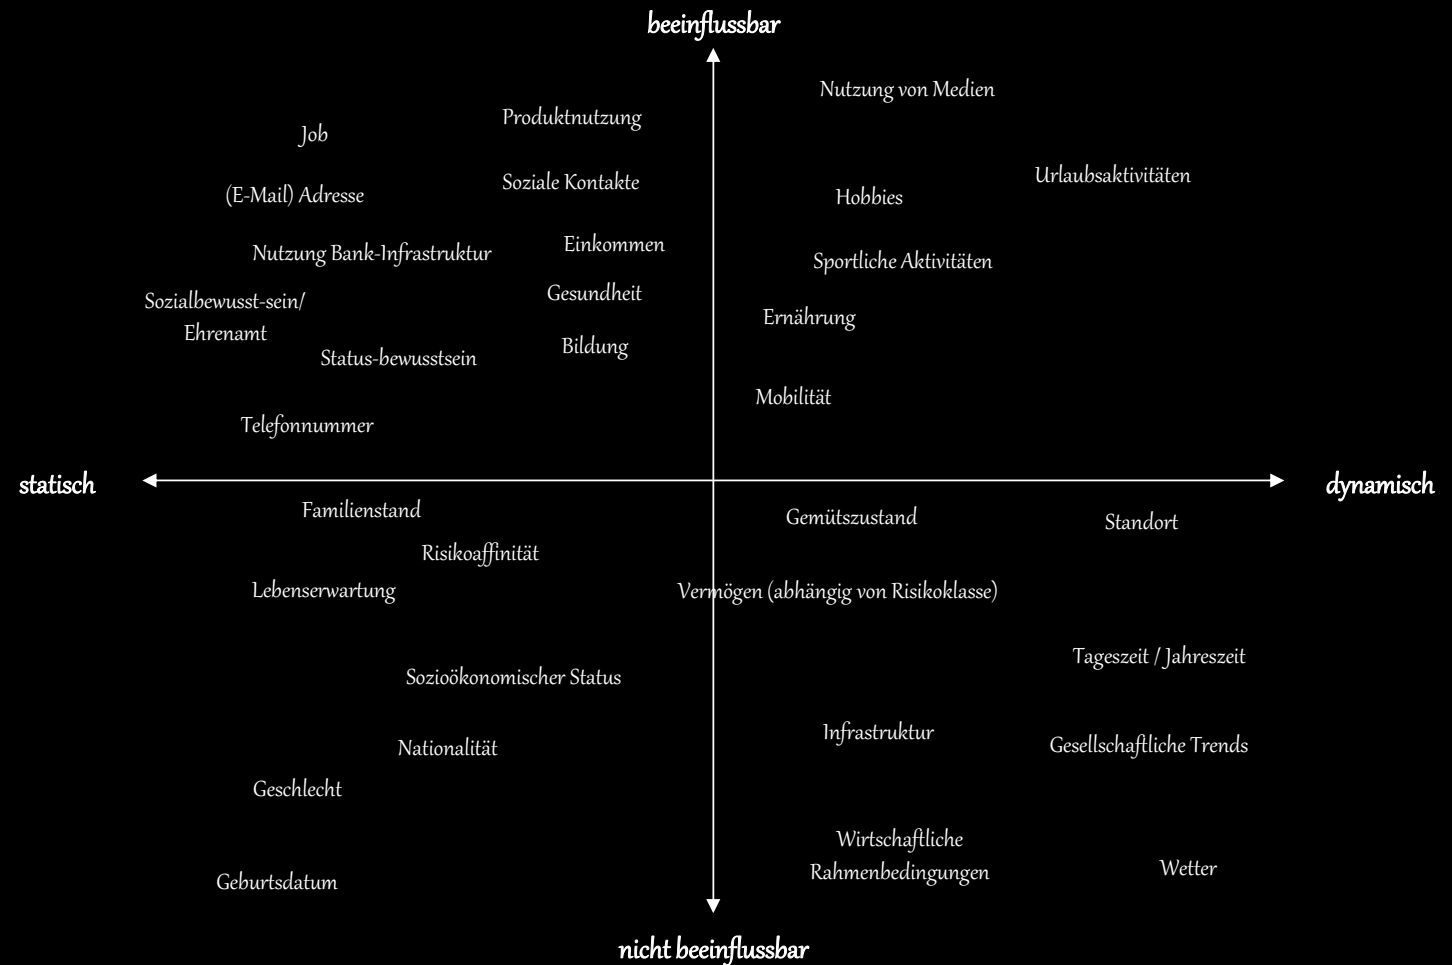 beeinflussbar
Nutzung von Medien
Produktnutzung
Job
Urlaubsaktivitäten
Soziale Kontakte
(E-Mail) Adresse
Hobbies
Einkommen
Nutzung Bank-Infrastruktur
Sportliche Aktivitäten
Gesundheit
Sozialbewusst-sein/
Ehrenamt
Ernährung
Bildung
Status-bewusstsein
Mobilität
Telefonnummer
statisch
dynamisch
Familienstand
Gemütszustand
Standort
Risikoaffinität
Lebenserwartung
Vermögen (abhängig von Risikoklasse)
Tageszeit / Jahreszeit
Sozioökonomischer Status
Infrastruktur
Gesellschaftliche Trends
Nationalität
Geschlecht
Wirtschaftliche
Rahmenbedingungen
Wetter
Geburtsdatum
nicht beeinflussbar